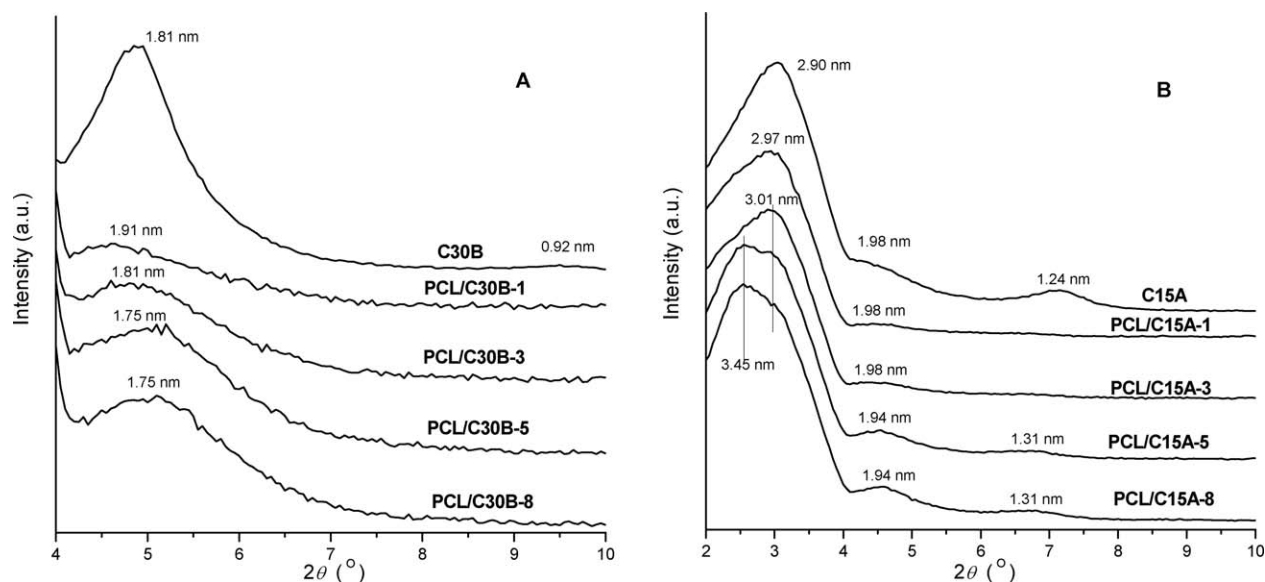 A
1.81 nm
0.92 nm
C30B
1.91 nm
PCL/C30B-1
1.81 nm
PCL/C30B-3
1.75 nm
PCL/C30B-5
1.75 nm
PCL/C30B-8
Intensity (a.u.)
4 5 6 7 8 9 10
2θ (°)
B
2.90 nm
1.98 nm
1.24 nm
C15A
2.97 nm
1.98 nm
PCL/C15A-1
3.01 nm
1.98 nm
PCL/C15A-3
3.45 nm
1.94 nm
1.31 nm
PCL/C15A-5
1.94 nm
1.31 nm
PCL/C15A-8
Intensity (a.u.)
2 3 4 5 6 7 8 9 10
2θ (°)